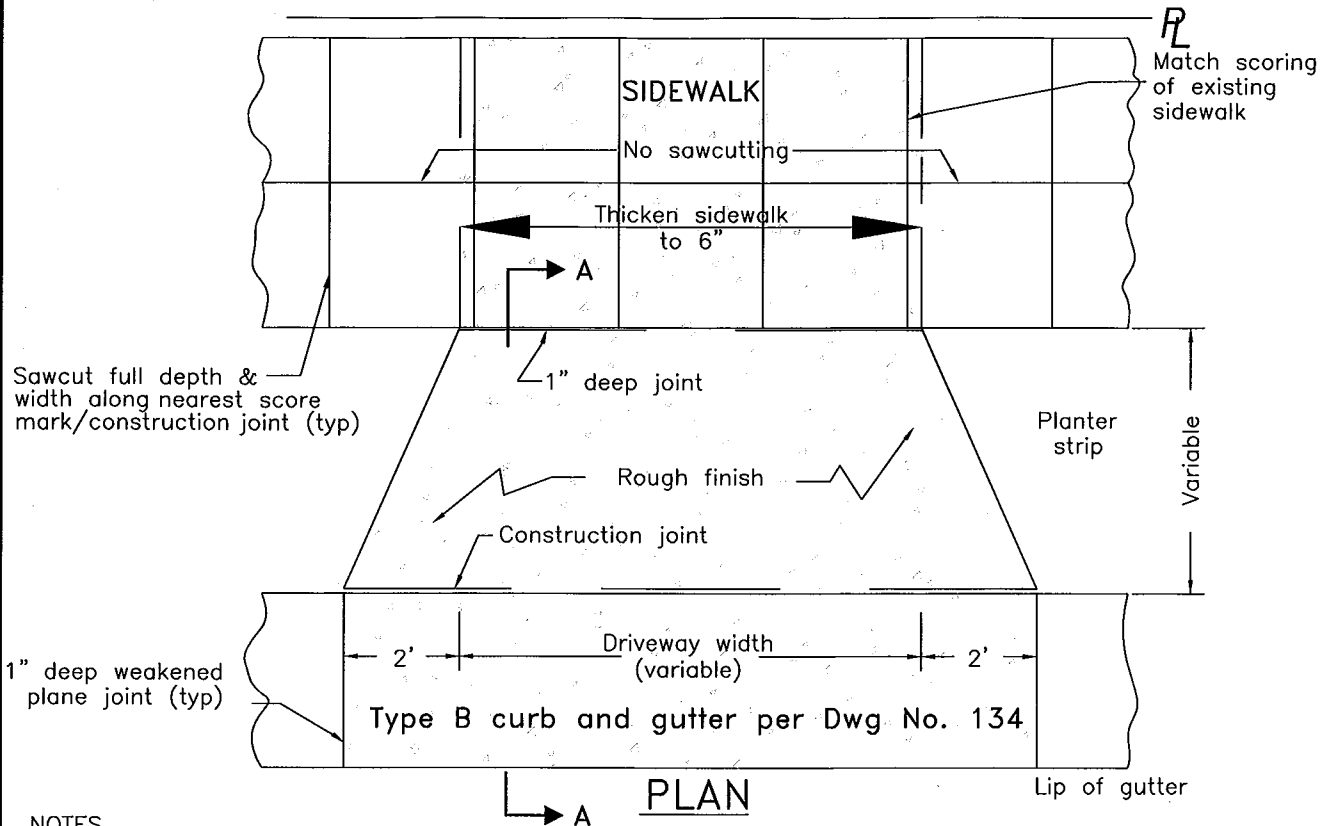 PL
Match scoring
of existing
sidewalk
SIDEWALK
No sawcutting
Thicken sidewalk
to 6"
A
Sawcut full depth &
width along nearest score
mark/construction joint (typ)
1" deep joint
Planter
strip
Variable
Rough finish
Construction joint
1" deep weakened
plane joint (typ)
2'
Driveway width
(variable)
2'
Type B curb and gutter per Dwg No. 134
Lip of gutter
PLAN
A
NOTES